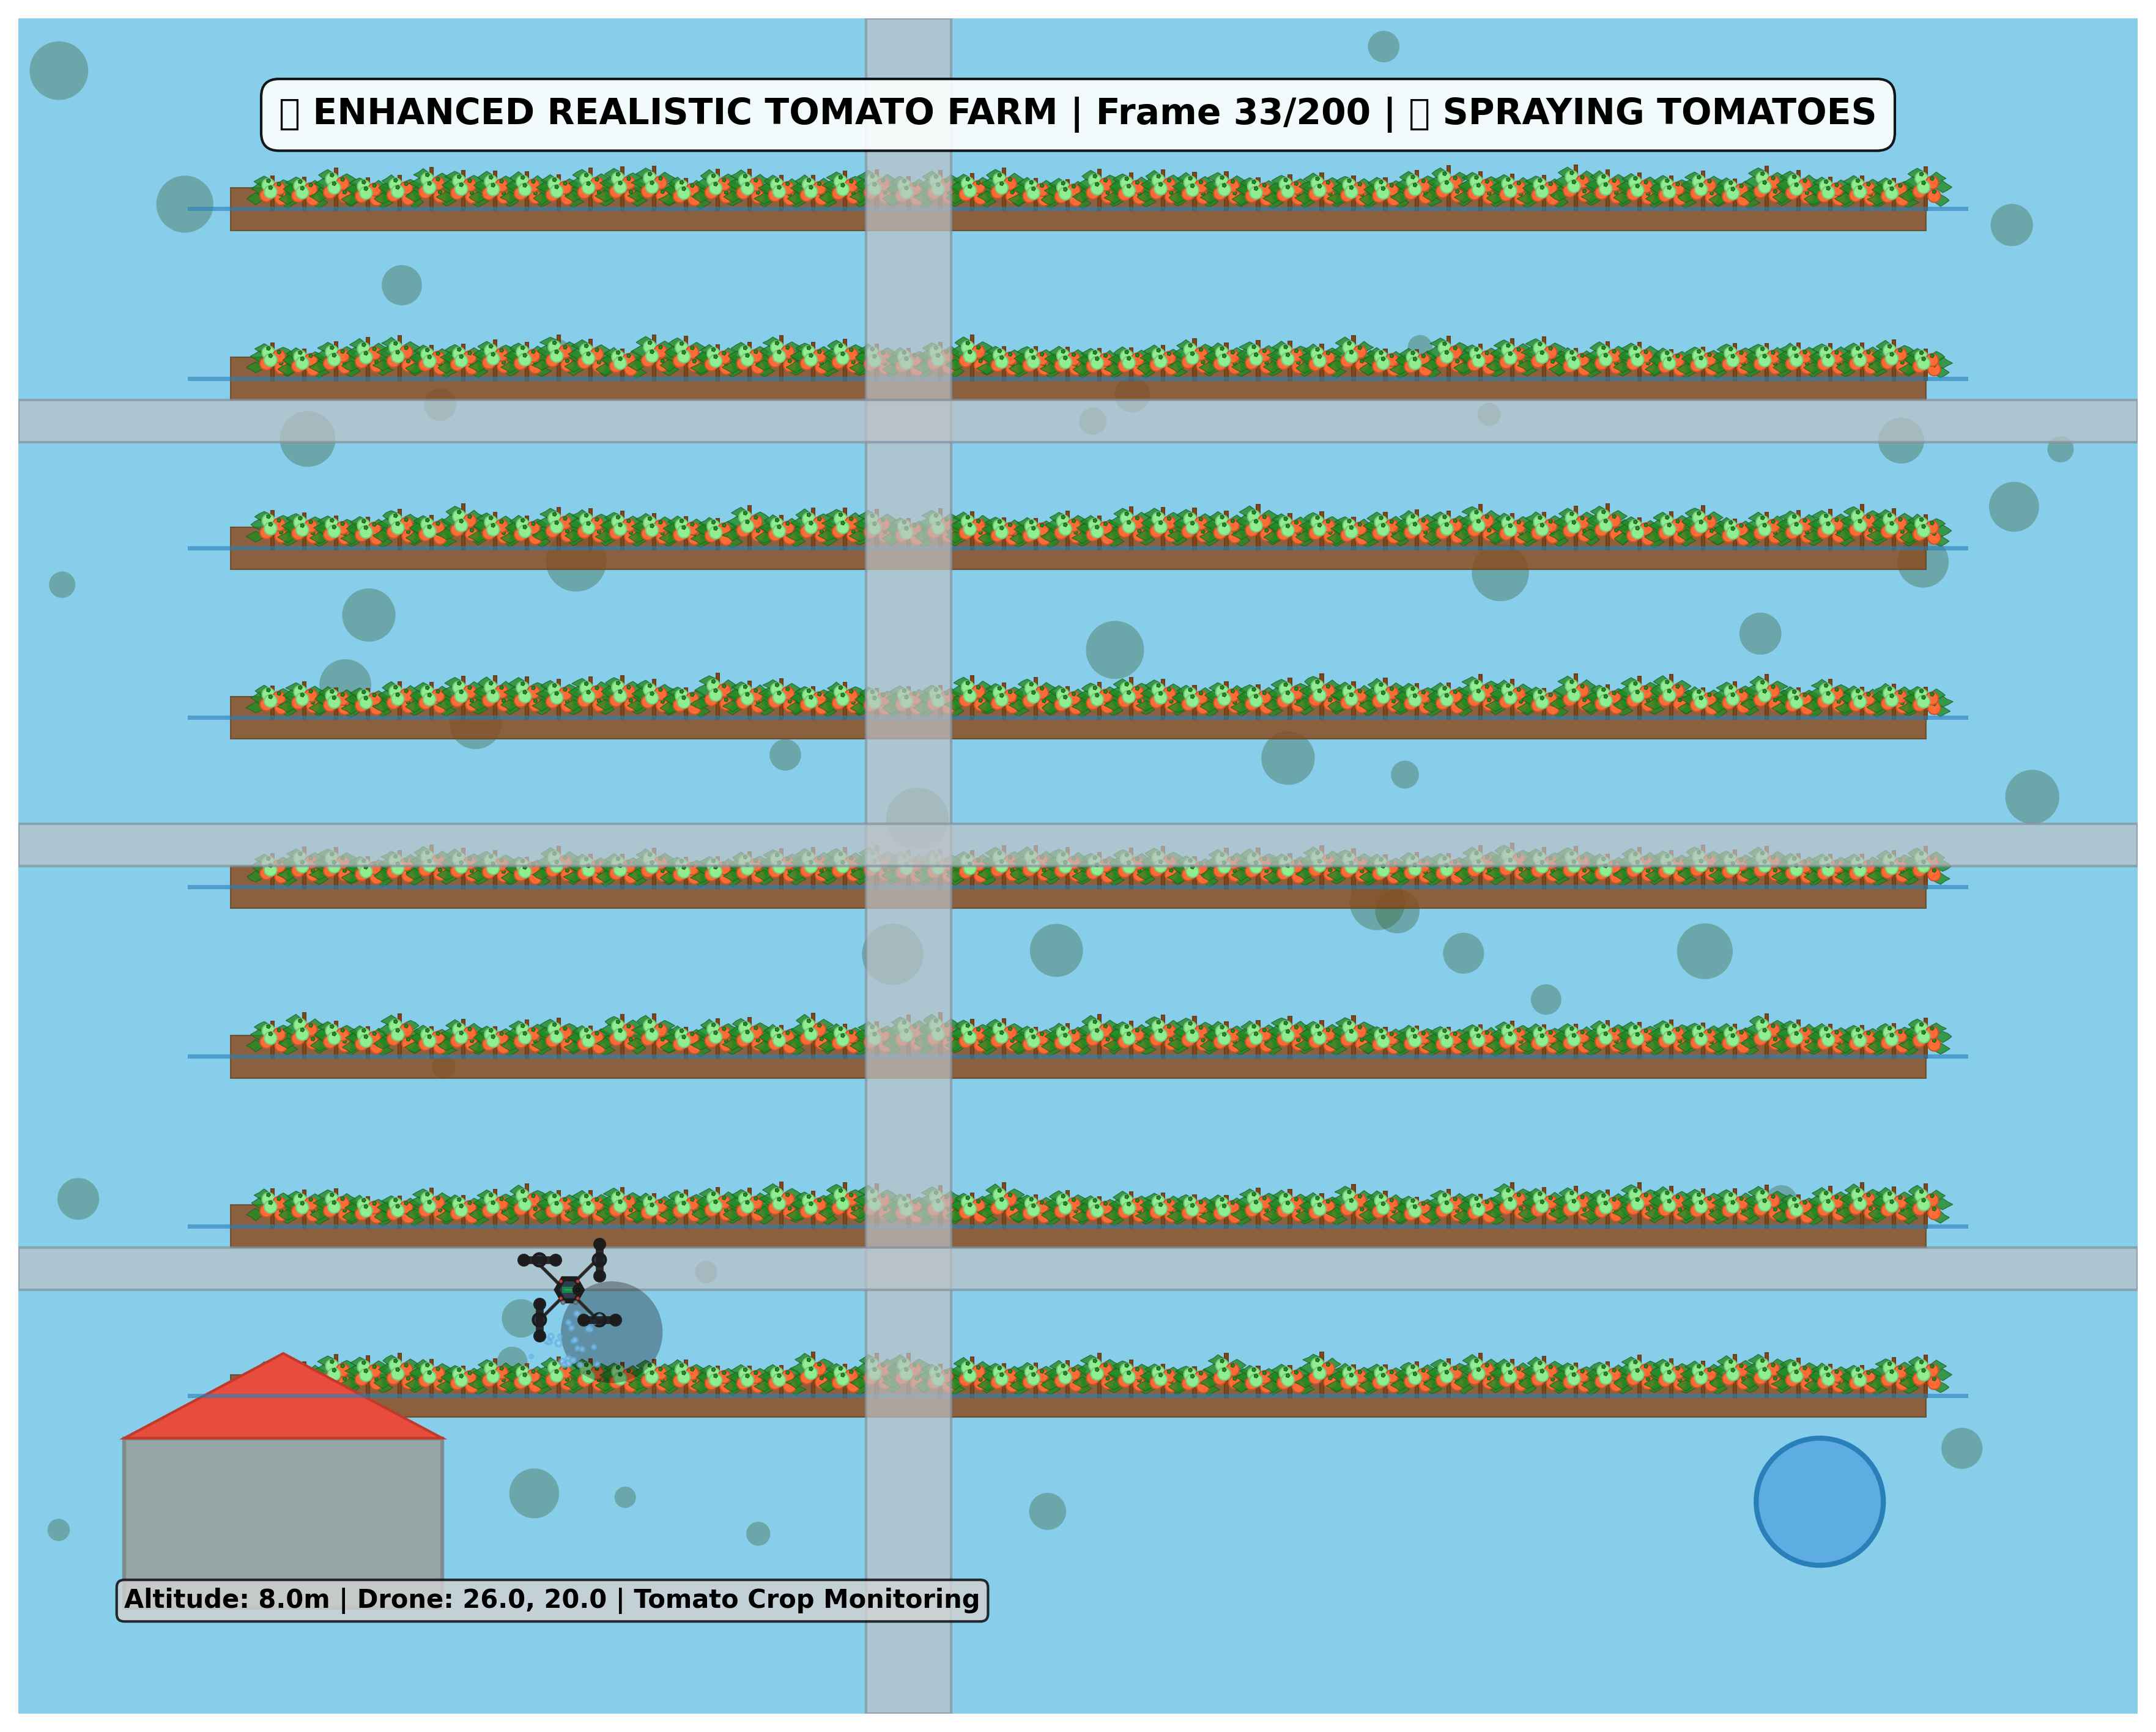 ▯ ENHANCED REALISTIC TOMATO FARM | Frame 33/200 | ▯ SPRAYING TOMATOES
Altitude: 8.0m | Drone: 26.0, 20.0 | Tomato Crop Monitoring